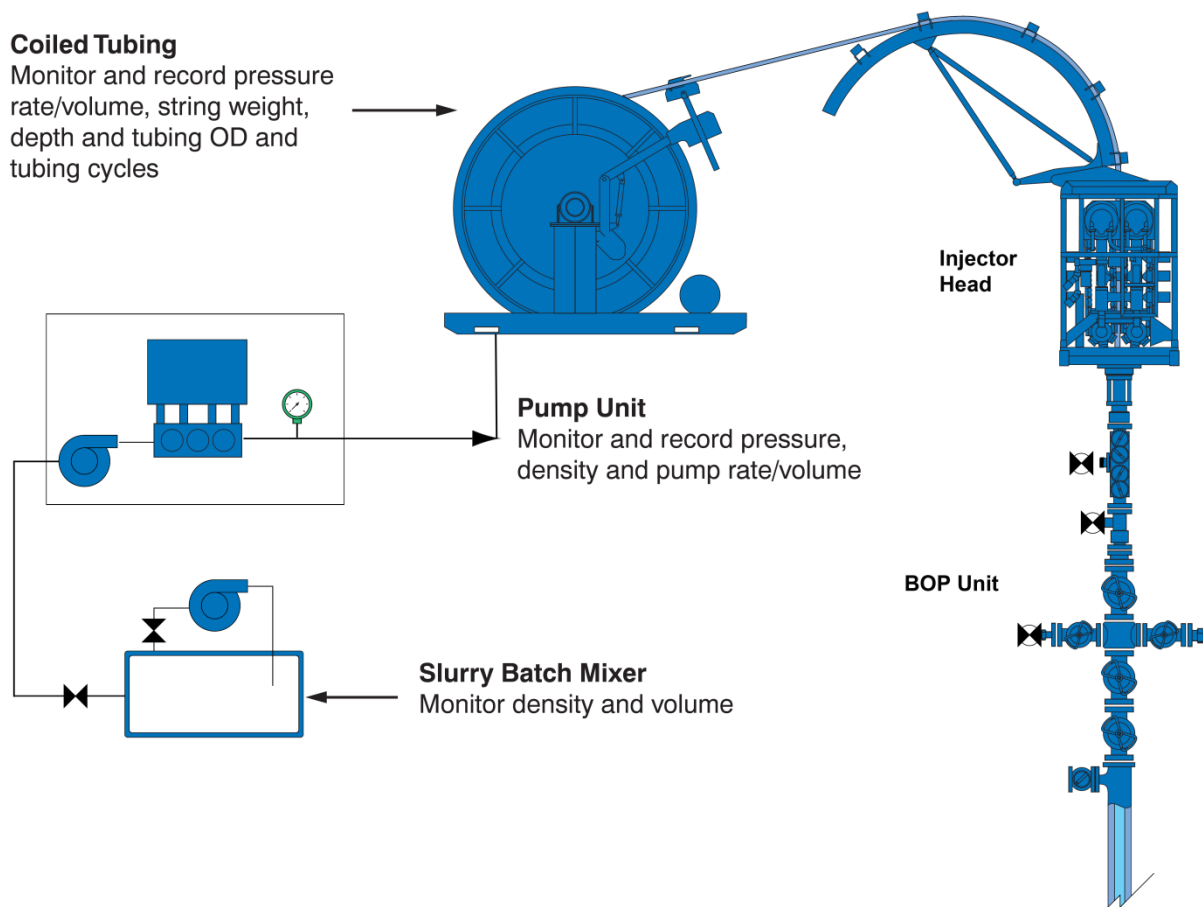 Coiled Tubing
Monitor and record pressure
rate/volume, string weight,
depth and tubing OD and
tubing cycles
Injector
Head
Pump Unit
Monitor and record pressure,
density and pump rate/volume
BOP Unit
Slurry Batch Mixer
Monitor density and volume